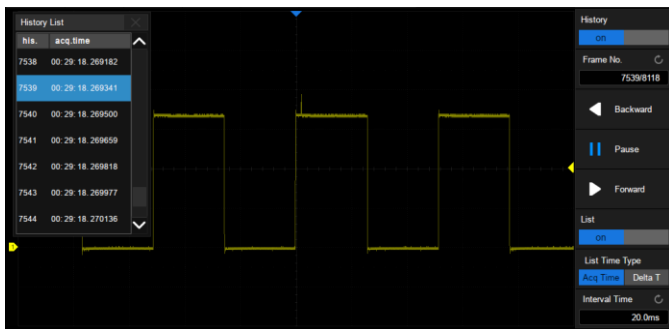 History List
his. acq.time
7538 00:29:18.269182
7539 00:29:18.269341
7540 00:29:18.269500
7541 00:29:18.269659
7542 00:29:18.269818
7543 00:29:18.269977
7544 00:29:18.270136
1
History
on
Frame No.
7539/8118
Backward
Pause
Forward
List
on
List Time Type
Acq Time Delta T
Interval Time
20.0ms